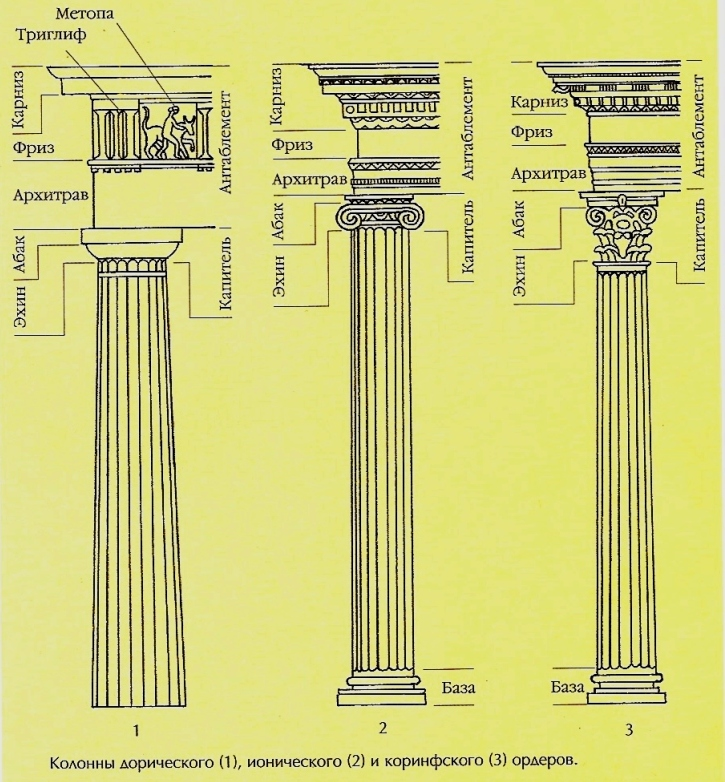 Метопа
Триглиф
Карниз
Фриз
Архитрав
Антаблемент
Абак
Эхин
Капитель
Карниз
Фриз
Архитрав
Антаблемент
Абак
Эхин
Капитель
База
Карниз
Фриз
Архитрав
Антаблемент
Абак
Эхин
Капитель
База
1
2
3
Колонны дорического (1), ионического (2) и коринфского (3) ордеров.